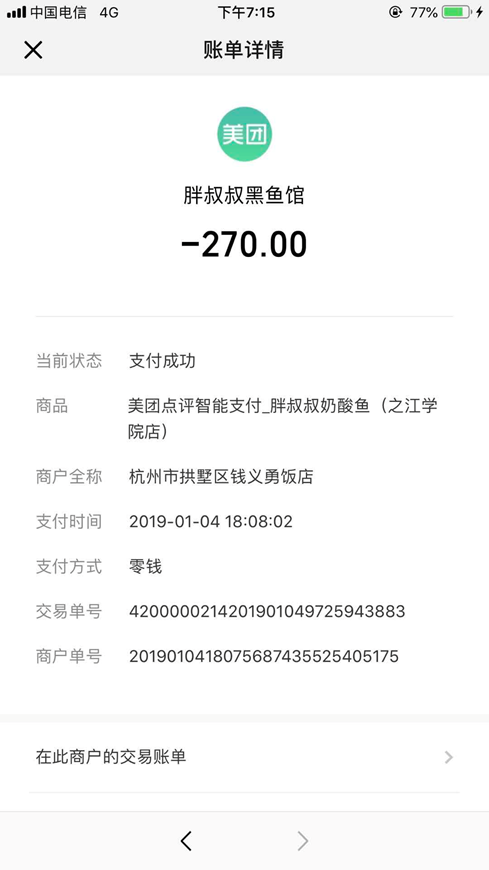 中国电信 4G 下午7:15 77%
账单详情
美团
胖叔叔黑鱼馆
-270.00
当前状态 支付成功
商品 美团点评智能支付_胖叔叔奶酸鱼（之江学
院店）
商户全称 杭州市拱墅区钱义勇饭店
支付时间 2019-01-04 18:08:02
支付方式 零钱
交易单号 4200000214201901049725943883
商户单号 20190104180756874355254051​75
在此商户的交易账单